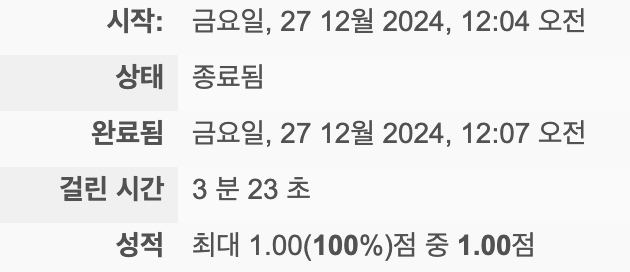 시작: 금요일, 27 12월 2024, 12:04 오전
상태 종료됨
완료됨 금요일, 27 12월 2024, 12:07 오전
걸린 시간 3 분 23 초
성적 최대 1.00(100%)점 중 1.00점